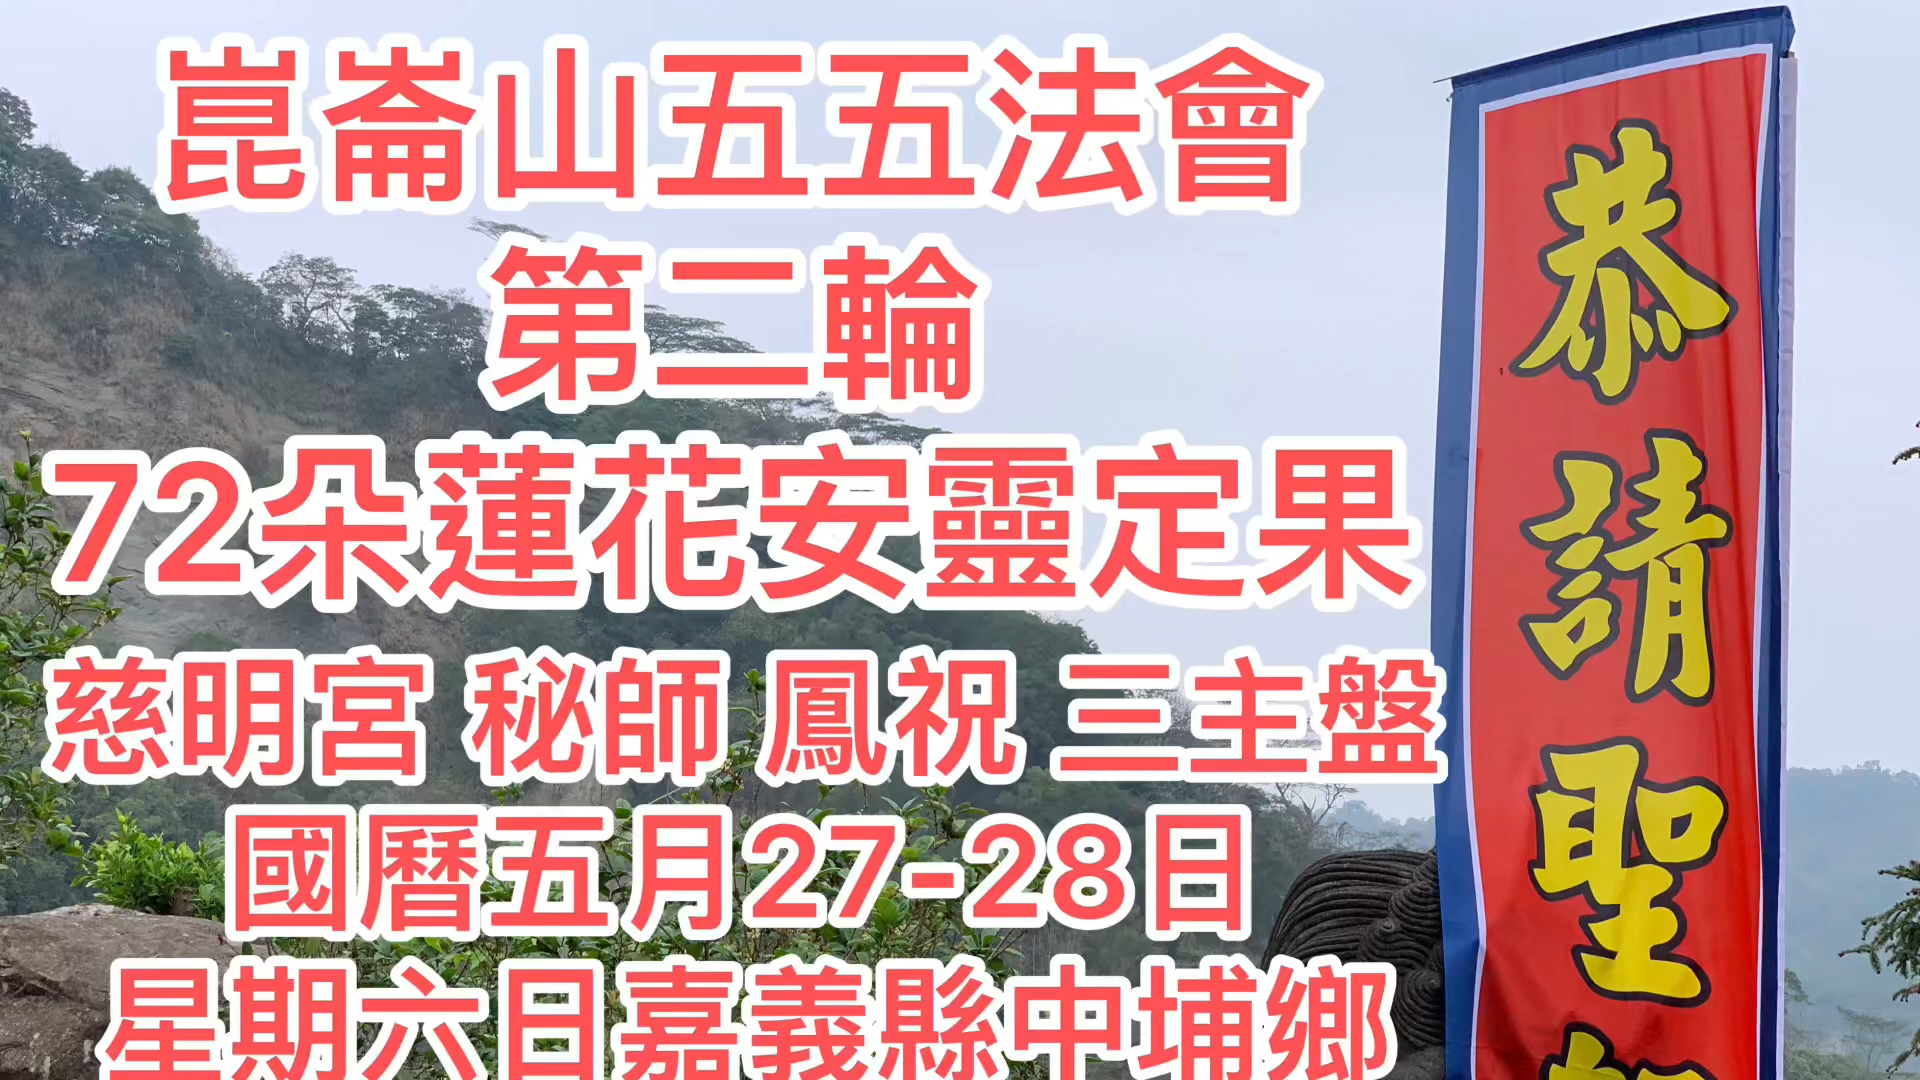 崑崙山五五法會
第二輪
72朵蓮花安靈定果
慈明宮 秘師 鳳祝 三主盤
國曆五月27-28日
星期六日嘉義縣中埔鄉
恭請聖